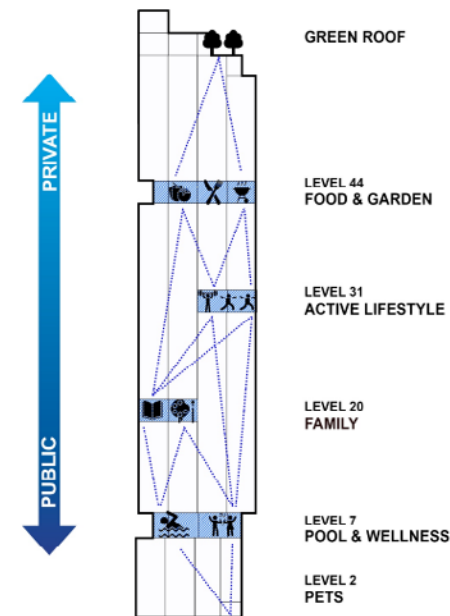 GREEN ROOF
PRIVATE
LEVEL 44
FOOD & GARDEN
LEVEL 31
ACTIVE LIFESTYLE
LEVEL 20
FAMILY
PUBLIC
LEVEL 7
POOL & WELLNESS
LEVEL 2
PETS